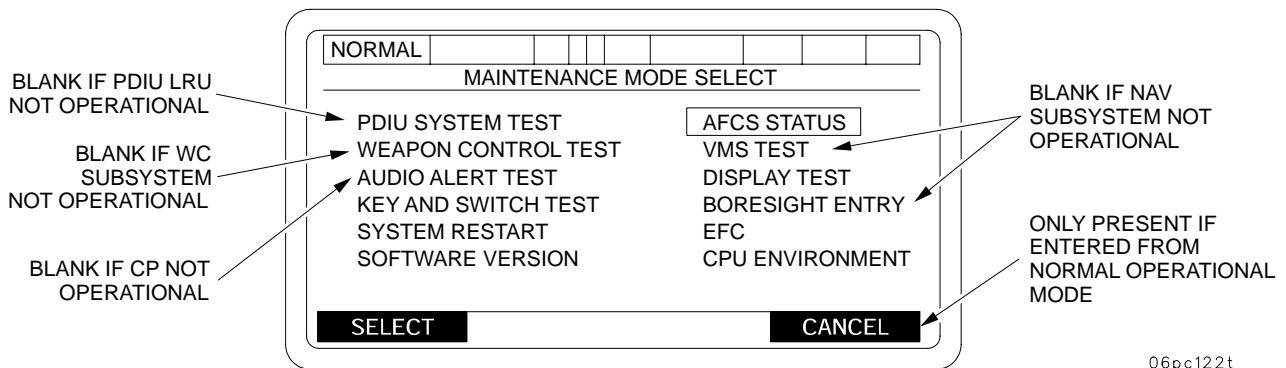 NORMAL
MAINTENANCE MODE SELECT
PDIU SYSTEM TEST
WEAPON CONTROL TEST
AUDIO ALERT TEST
KEY AND SWITCH TEST
SYSTEM RESTART
SOFTWARE VERSION
AFCS STATUS
VMS TEST
DISPLAY TEST
BORESIGHT ENTRY
EFC
CPU ENVIRONMENT
SELECT
CANCEL
BLANK IF PDIU LRU
NOT OPERATIONAL
BLANK IF WC
SUBSYSTEM
NOT OPERATIONAL
BLANK IF CP NOT
OPERATIONAL
BLANK IF NAV
SUBSYSTEM NOT
OPERATIONAL
ONLY PRESENT IF
ENTERED FROM
NORMAL OPERATIONAL
MODE
06pc122t